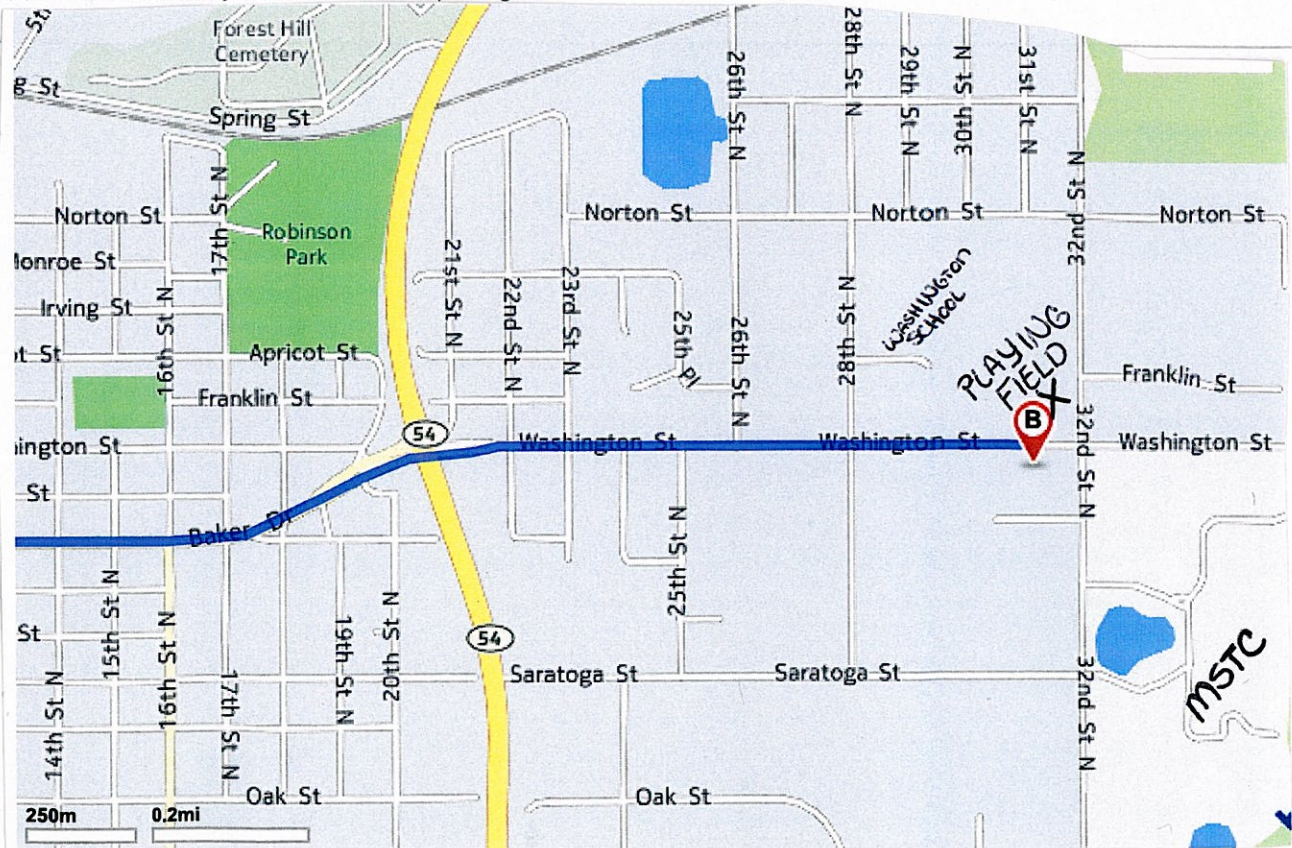 5th
Forest Hill
Cemetery
g St
Spring St
26th St N
28th St N
29th St N
30th St N
31st St N
32nd St N
17th St N
Norton St
Norton St
Norton St
Norton St
Robinson
Park
Monroe St
Irving St
16th St N
21st St N
22nd St N
23rd St N
25th Pl
26th St N
28th St N
WASHINGTON
SCHOOL
PLAYING
FIELD
X
ot St
Apricot St
Franklin St
Franklin St
54
B
hington St
Washington St
Washington St
Washington St
32nd St N
St
Baker Dr
15th St N
25th St N
St
16th St N
19th St N
20th St N
54
14th St N
17th St N
Saratoga St
Saratoga St
32nd St N
MSTC
Oak St
Oak St
250m
0.2mi